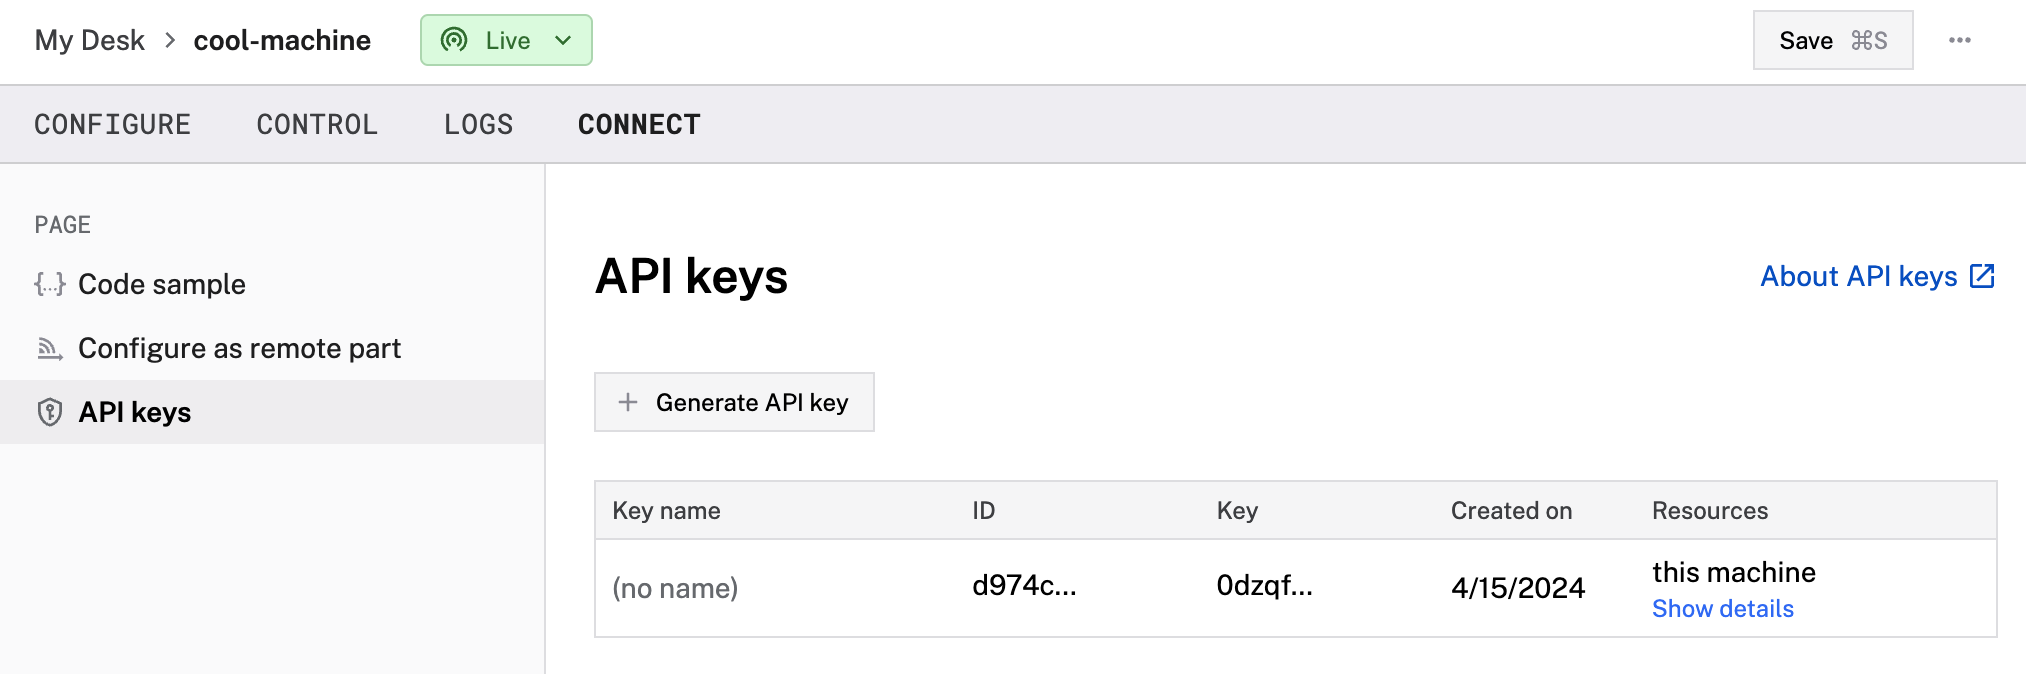 My Desk > cool-machine Live Save ⌘S ...
CONFIGURE CONTROL LOGS CONNECT
PAGE
{...} Code sample
Configure as remote part
API keys
API keys About API keys
+ Generate API key
Key name ID Key Created on Resources
(no name) d974c... 0dzqf... 4/15/2024 this machine
Show details